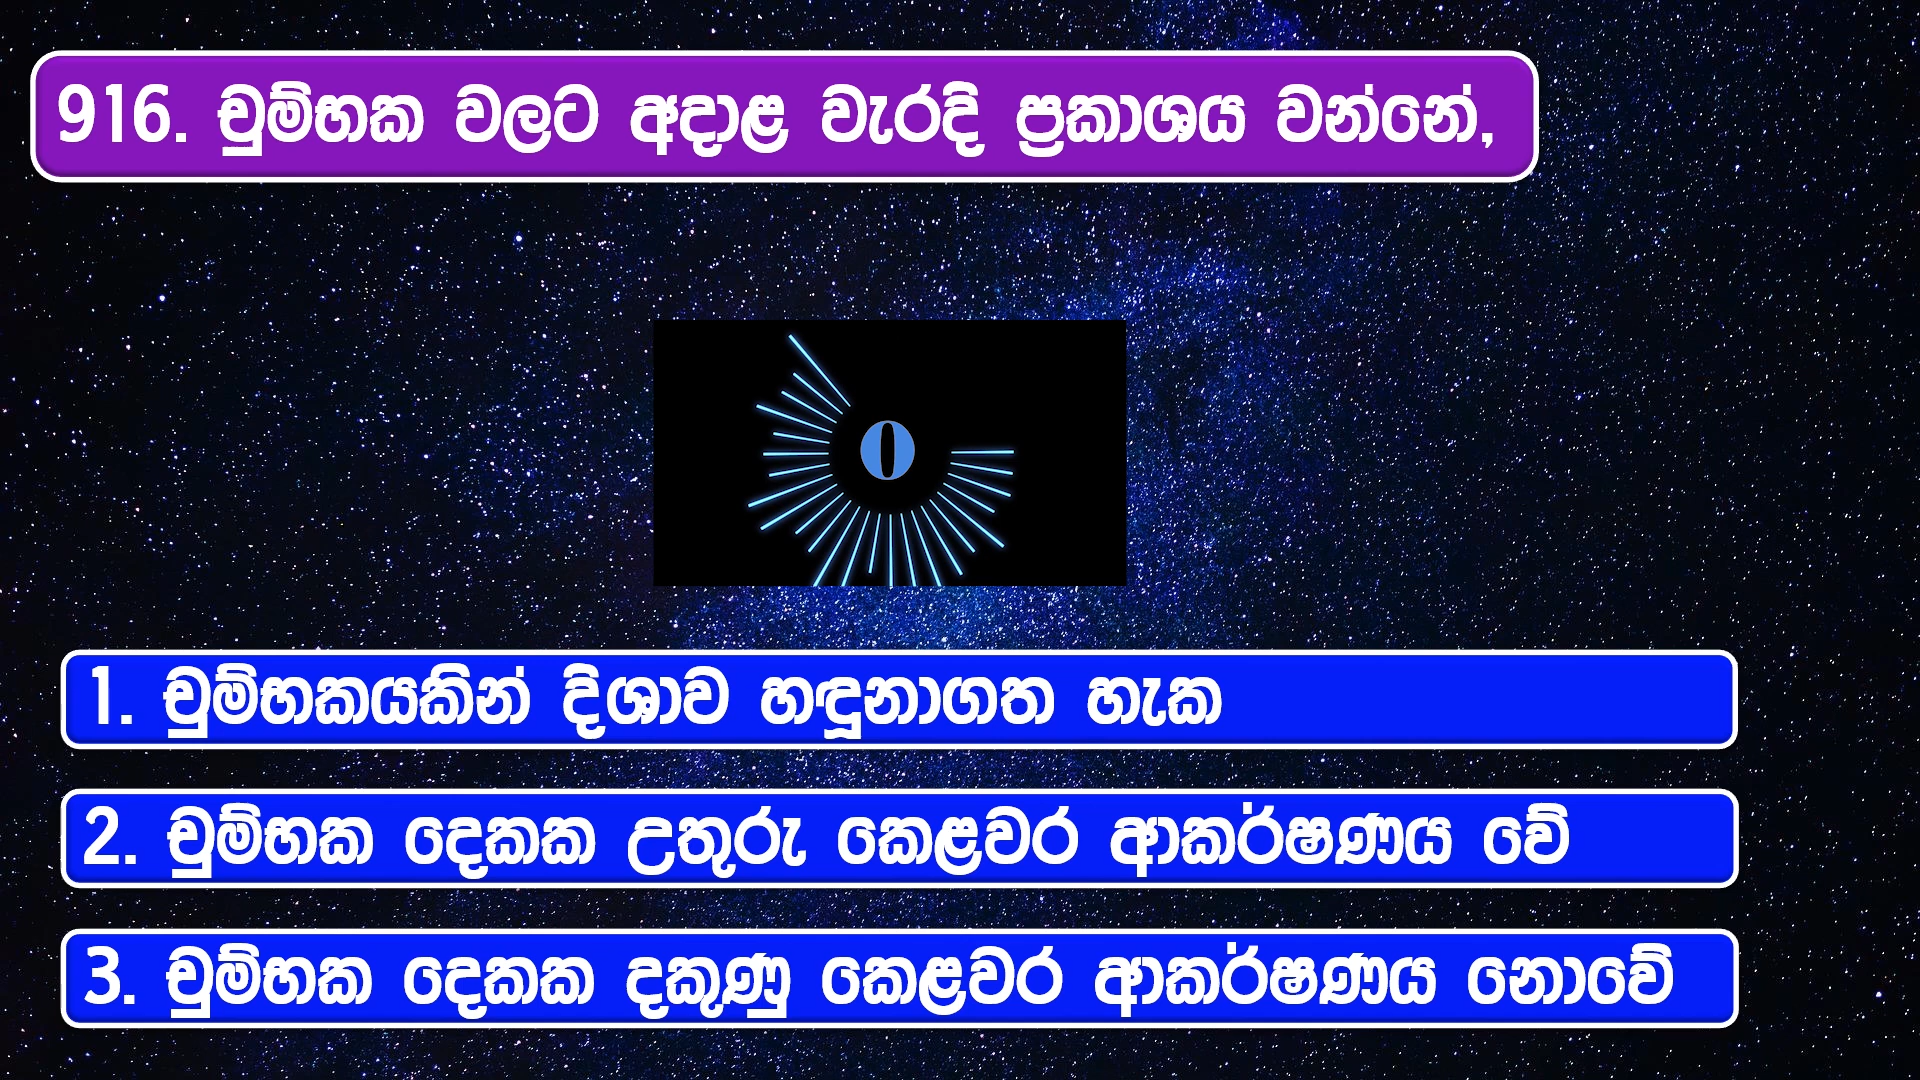 916. චුම්භක වලට අදාළ වැරදි ප්‍රකාශය වන්නේ,
0
1. චුම්භකයකින් දිශාව හඳූනාගත හැක
2. චුම්භක දෙකක උතුරු කෙළවර ආකර්ෂණය වේ
3. චුම්භක දෙකක දකුණු කෙළවර ආකර්ෂණය නොවේ